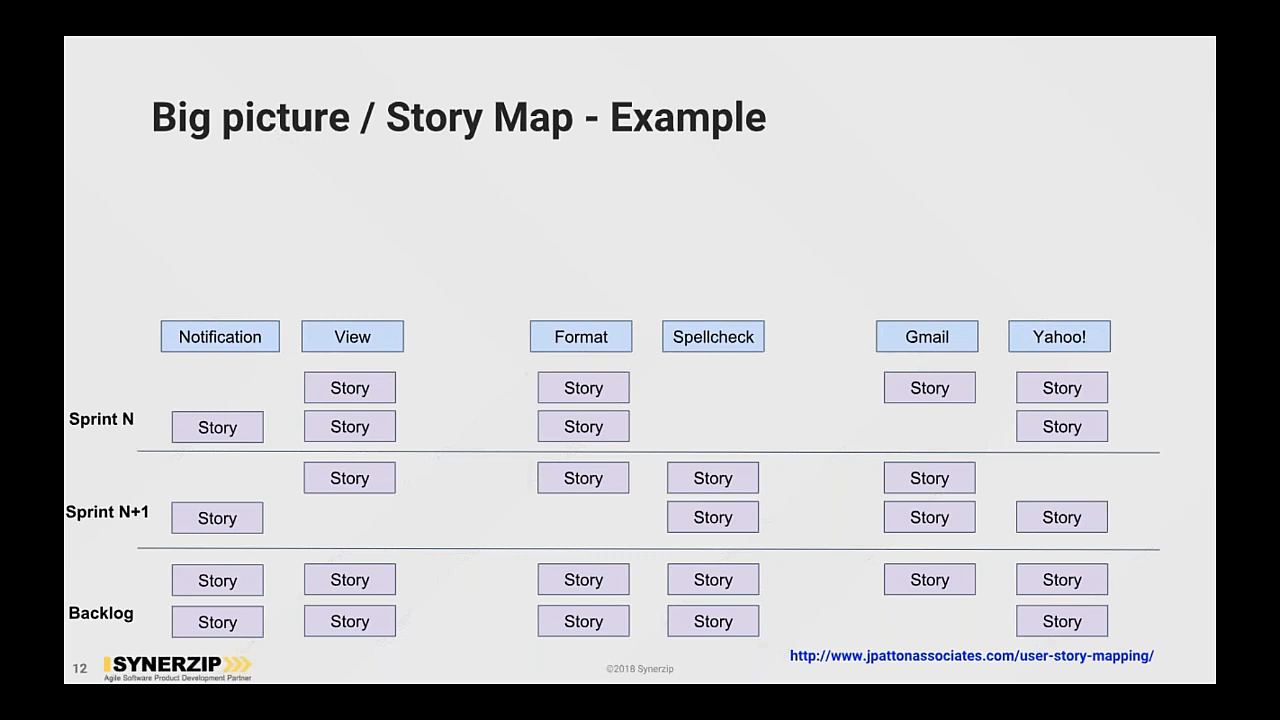 Big picture / Story Map - Example
Notification View Format Spellcheck Gmail Yahoo!
Story Story Story Story
Sprint N
Story Story Story Story
Story Story Story Story
Sprint N+1
Story Story Story Story
Story Story Story Story Story Story
Backlog
Story Story Story Story Story
http://www.jpattonassociates.com/user-story-mapping/
12 SYNERZIP ©2018 Synerzip
Agile Software Product Development Partner